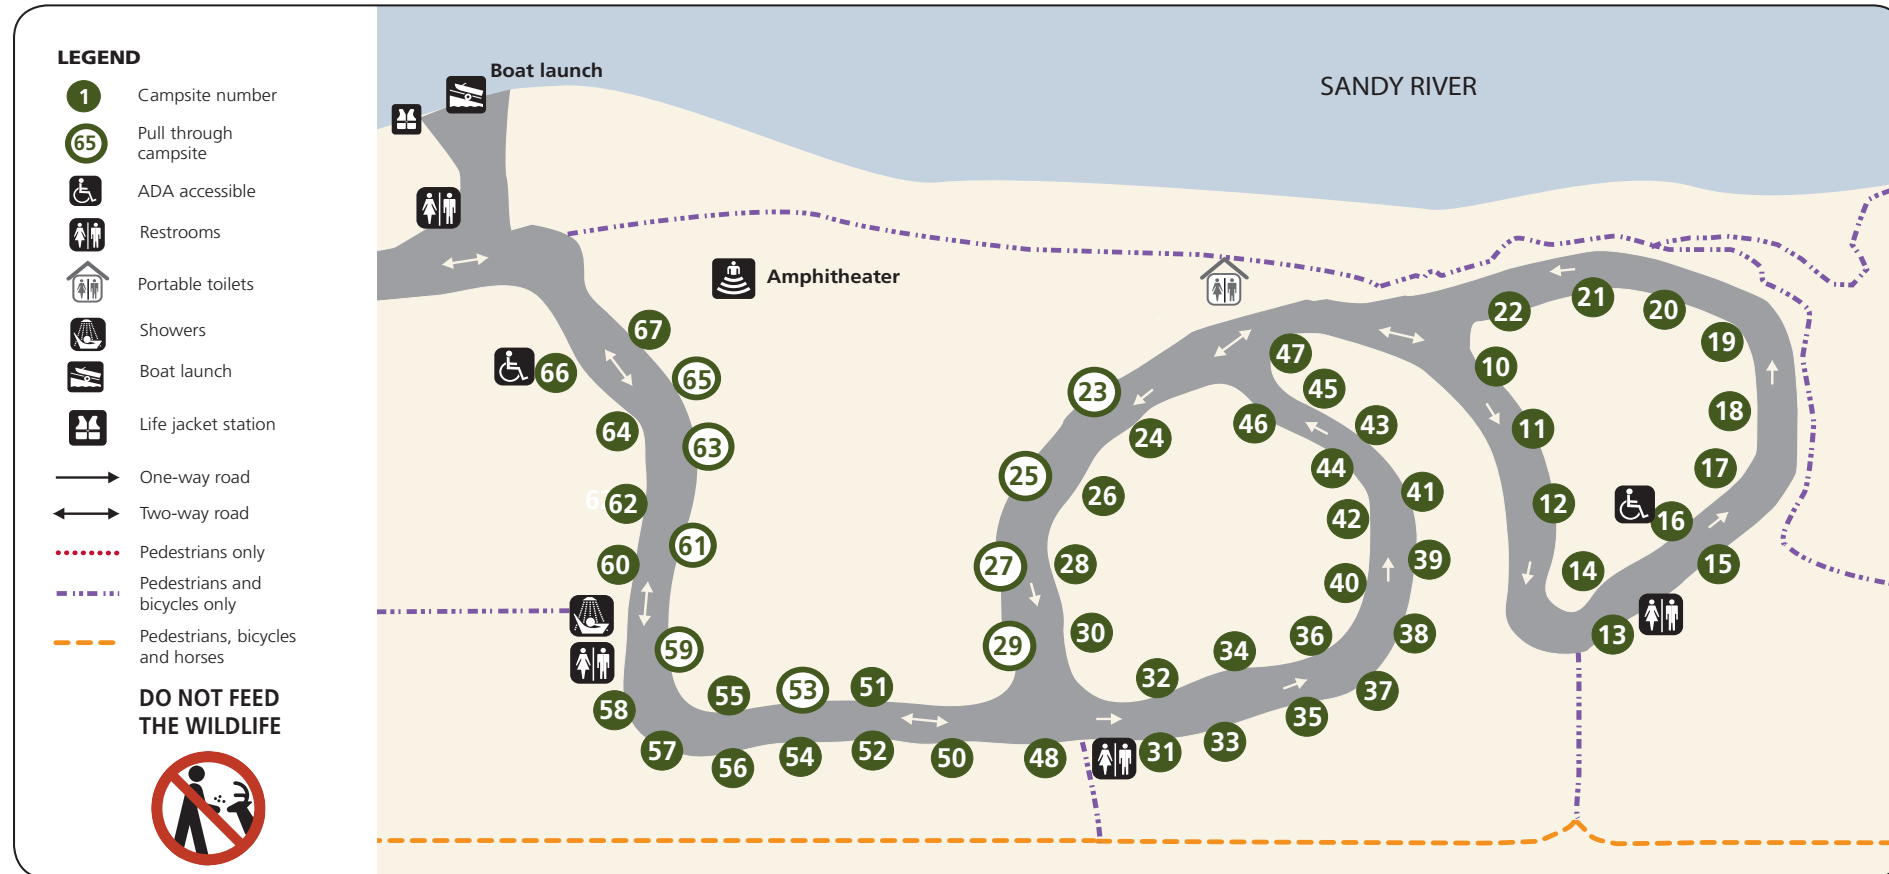 LEGEND
1 Campsite number
65 Pull through
campsite
ADA accessible
Restrooms
Portable toilets
Showers
Boat launch
Life jacket station
One-way road
Two-way road
Pedestrians only
Pedestrians and
bicycles only
Pedestrians, bicycles
and horses
DO NOT FEED
THE WILDLIFE
Boat launch
SANDY RIVER
Amphitheater
67
66
65
64
63
6
62
61
60
59
58
57
56
55
54
53
52
51
50
48
47
46
45
44
43
42
41
40
39
38
37
36
35
34
33
32
31
30
29
28
27
26
25
24
23
22
21
20
19
18
17
16
15
14
13
12
11
10